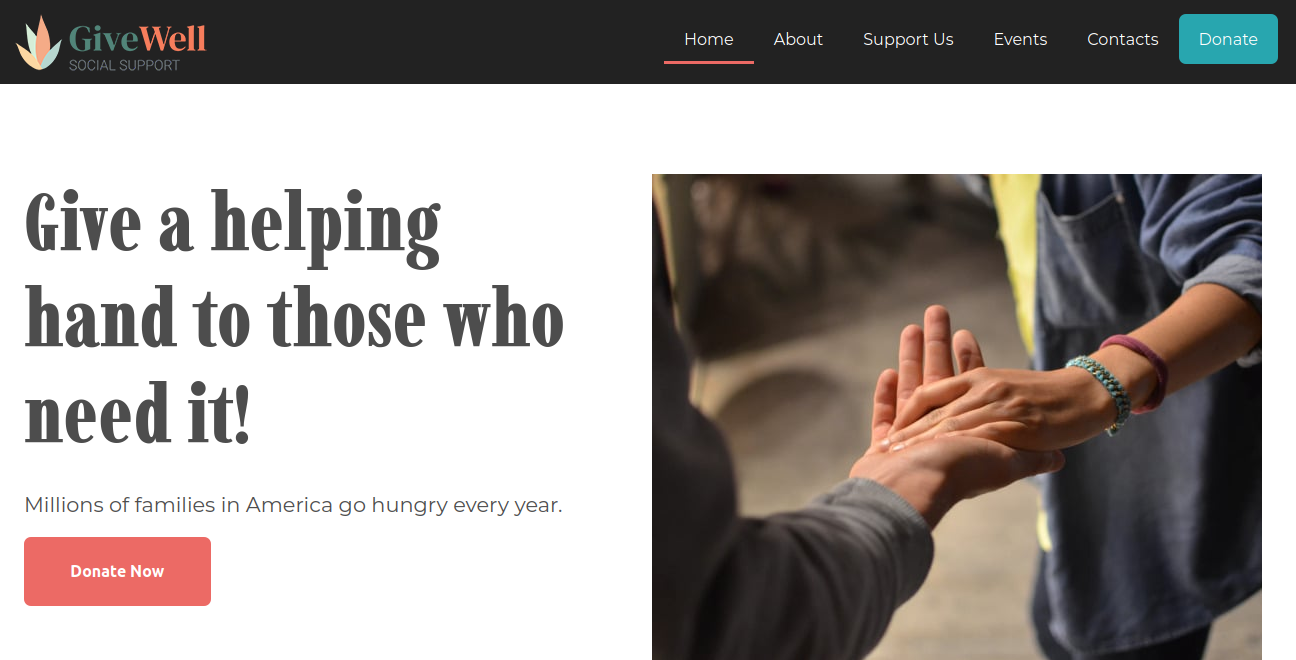 GiveWell
SOCIAL SUPPORT
Home
About
Support Us
Events
Contacts
Donate
Give a helping
hand to those who
need it!
Millions of families in America go hungry every year.
Donate Now